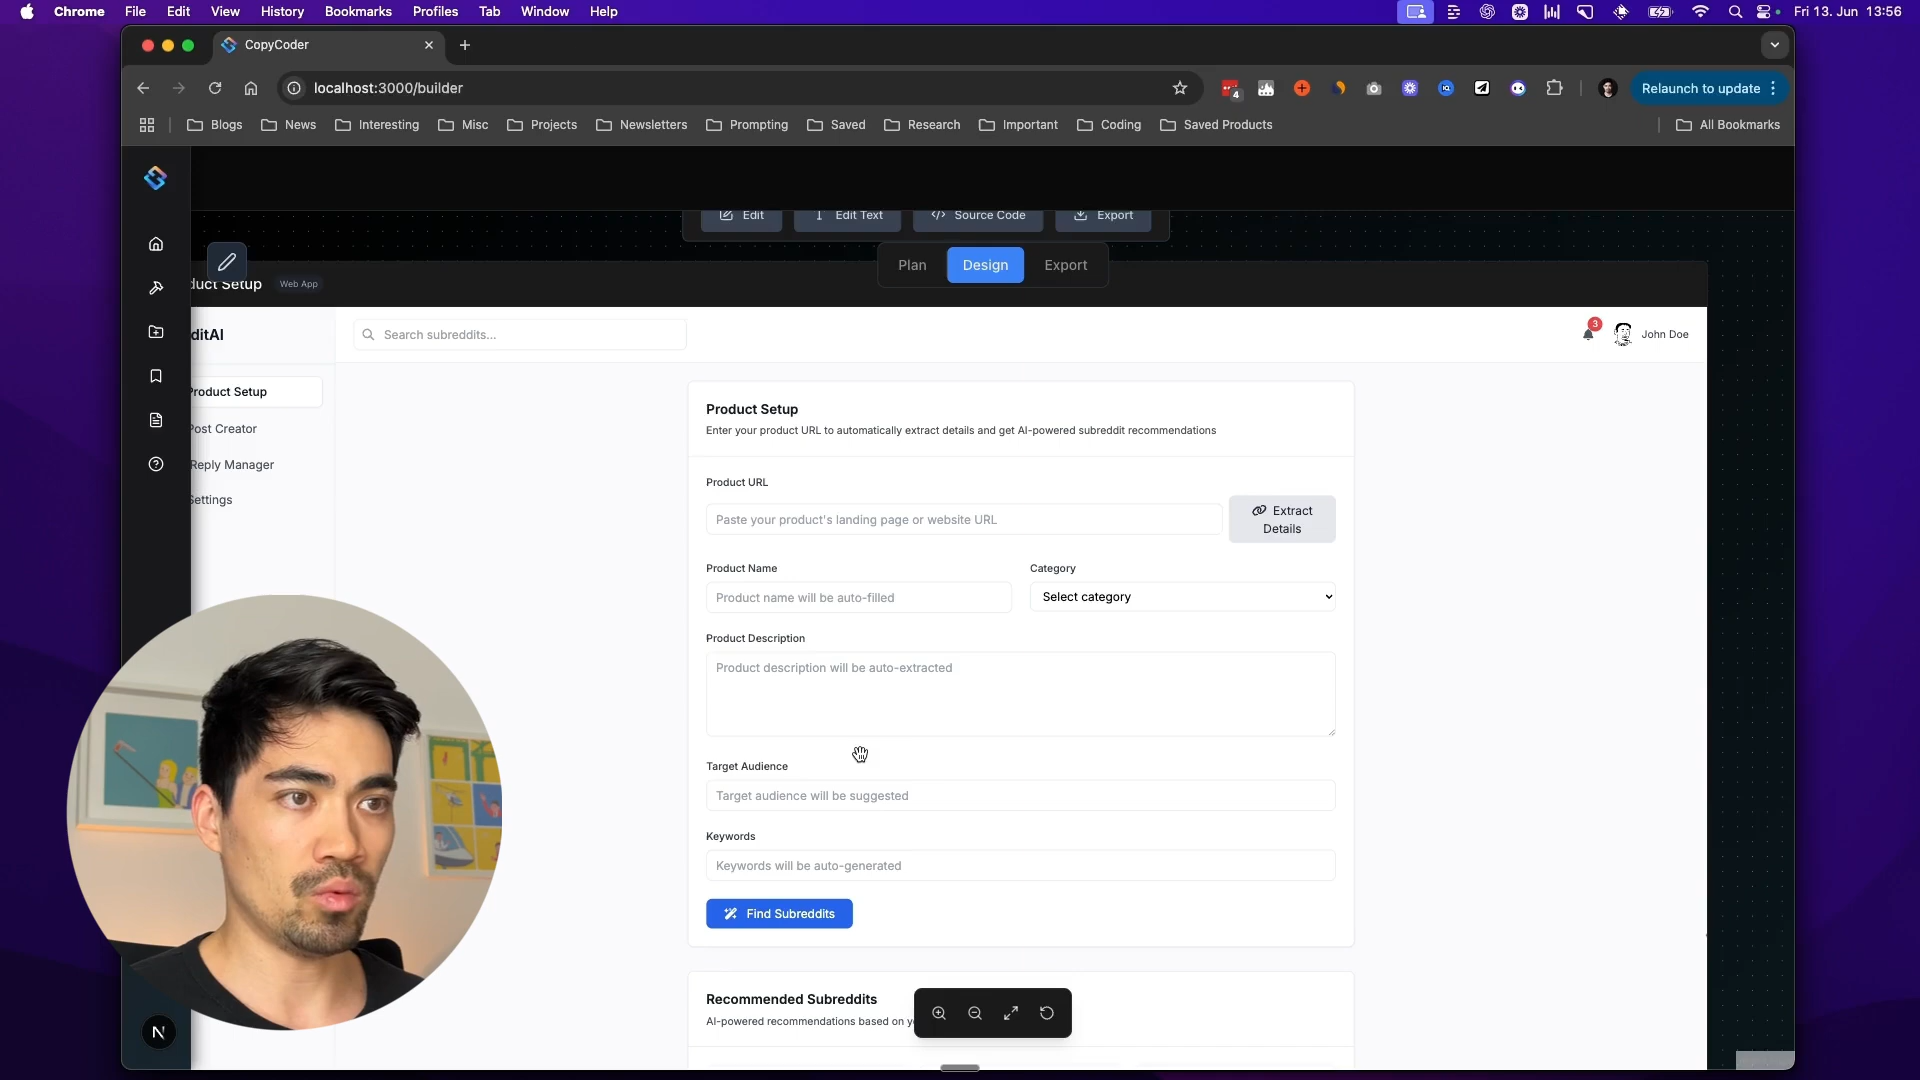 Chrome File Edit View History Bookmarks Profiles Tab Window Help
Fri 13. Jun 13:56
CopyCoder
localhost:3000/builder
4
Relaunch to update
Blogs News Interesting Misc Projects Newsletters Prompting Saved Research Important Coding Saved Products
All Bookmarks
Edit Edit Text Source Code Export
Plan Design Export
duct Setup Web App
ditAI
Search subreddits...
3
John Doe
Product Setup
Post Creator
Reply Manager
Settings
Product Setup
Enter your product URL to automatically extract details and get AI-powered subreddit recommendations
Product URL
Paste your product's landing page or website URL
Extract
Details
Product Name
Category
Product name will be auto-filled
Select category
Product Description
Product description will be auto-extracted
Target Audience
Target audience will be suggested
Keywords
Keywords will be auto-generated
Find Subreddits
Recommended Subreddits
AI-powered recommendations based on
N